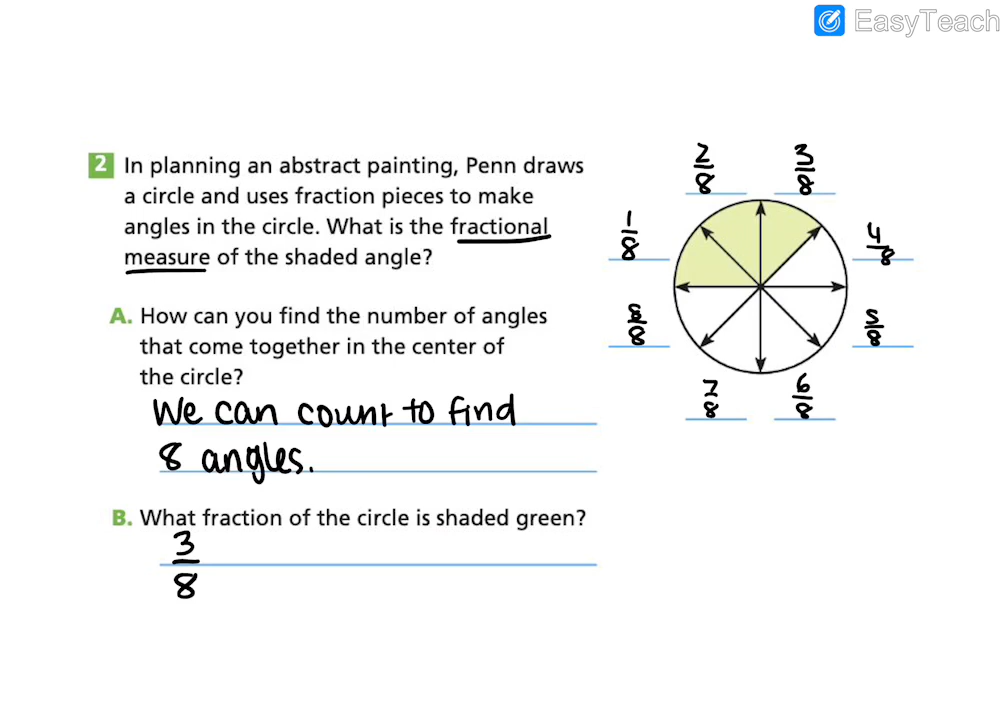 EasyTeach
2 In planning an abstract painting, Penn draws
a circle and uses fraction pieces to make
angles in the circle. What is the fractional
measure of the shaded angle?
A. How can you find the number of angles
that come together in the center of
the circle?
We can count to find
8 angles.
B. What fraction of the circle is shaded green?
3/8
2/8
3/8
1/8
4/8
8/8
5/8
7/8
6/8